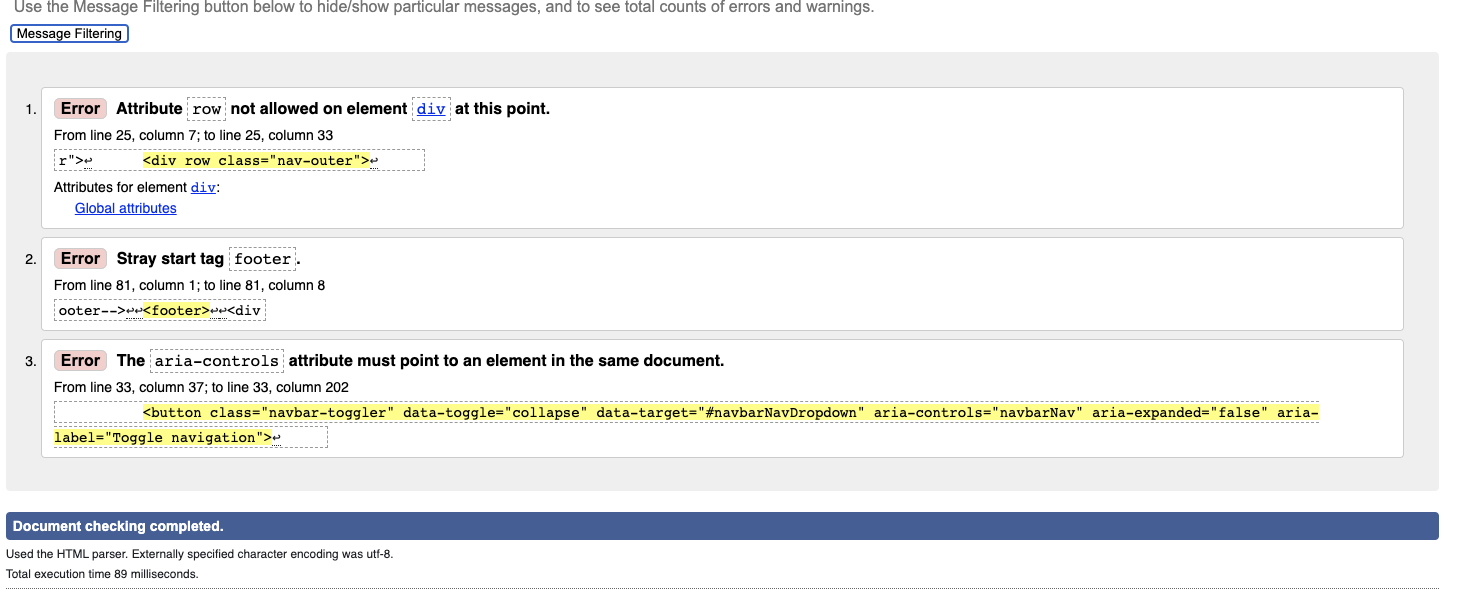 Use the Message Filtering button below to hide/show particular messages, and to see total counts of errors and warnings.
Message Filtering
1. Error Attribute row not allowed on element div at this point.
From line 25, column 7; to line 25, column 33
r">↩ <div row class="nav-outer">↩
Attributes for element div:
Global attributes
2. Error Stray start tag footer.
From line 81, column 1; to line 81, column 8
ooter-->↩↩<footer>↩↩<div
3. Error The aria-controls attribute must point to an element in the same document.
From line 33, column 37; to line 33, column 202
<button class="navbar-toggler" data-toggle="collapse" data-target="#navbarNavDropdown" aria-controls="navbarNav" aria-expanded="false" aria-
label="Toggle navigation">↩
Document checking completed.
Used the HTML parser. Externally specified character encoding was utf-8.
Total execution time 89 milliseconds.